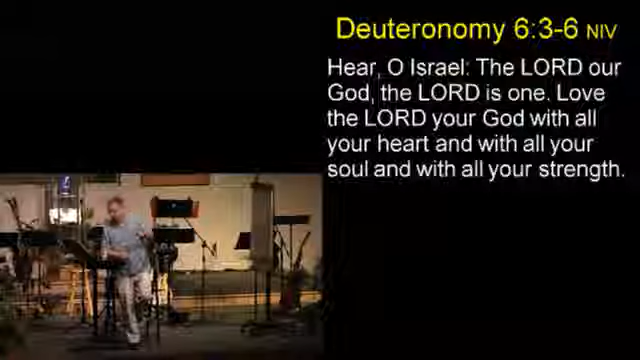 Deuteronomy 6:3-6 NIV
Hear, O Israel: The LORD our
God, the LORD is one. Love
the LORD your God with all
your heart and with all your
soul and with all your strength.